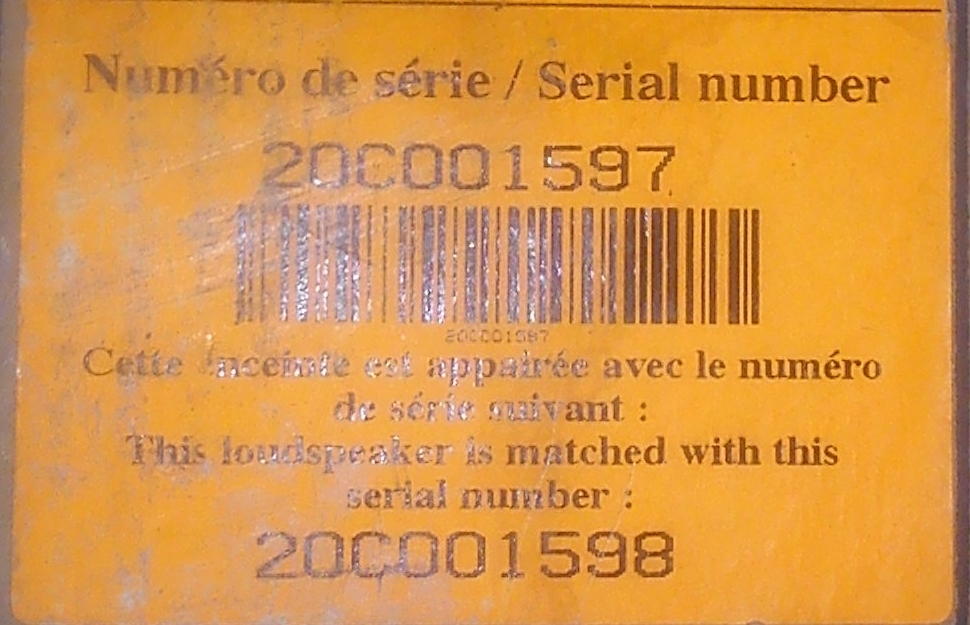 Numéro de série / Serial number
20C001597
20C001597
Cette enceinte est appairée avec le numéro
de série suivant :
This loudspeaker is matched with this
serial number :
20C001598